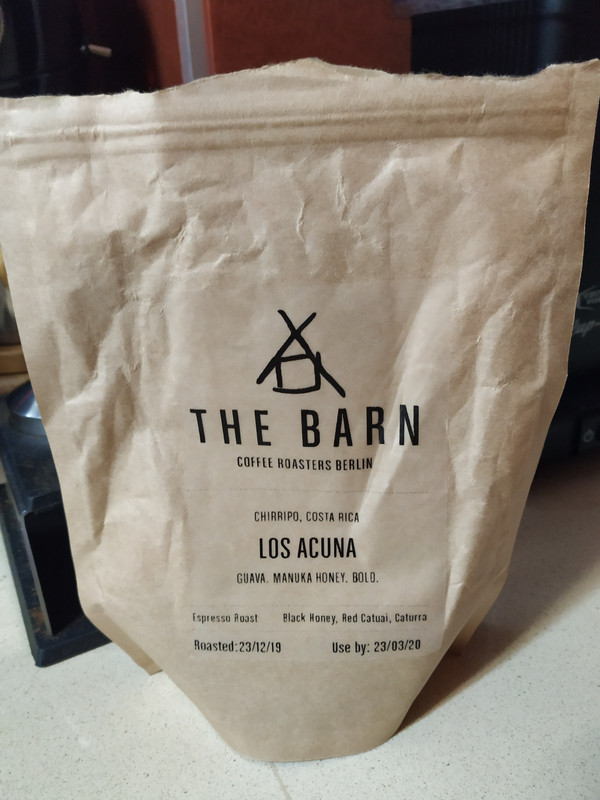 THE BARN
COFFEE ROASTERS BERLIN
CHIRRIPO, COSTA RICA
LOS ACUNA
GUAVA. MANUKA HONEY. BOLD.
Espresso Roast Black Honey, Red Catuai, Caturra
Roasted:23/12/19 Use by: 23/03/20